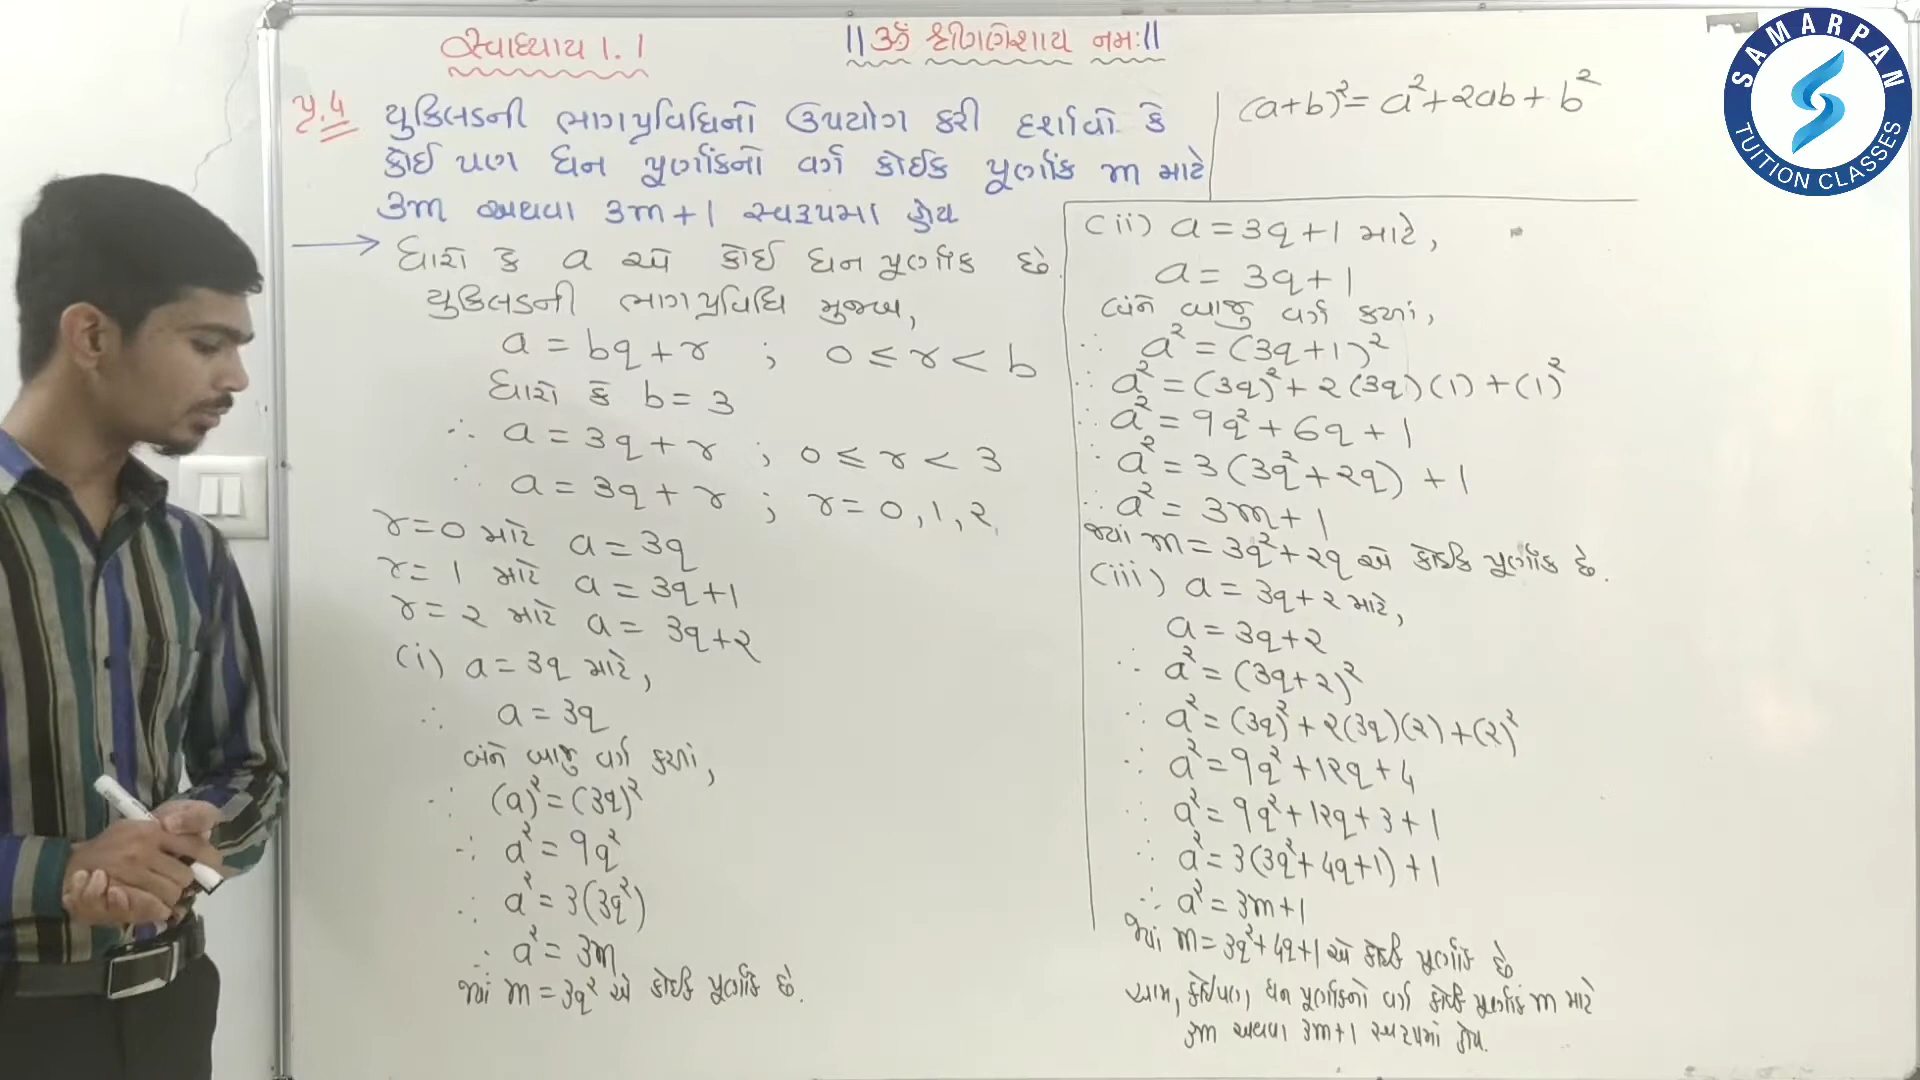 સ્વાધ્યાય 1.1
||ૐ શ્રીગણેશાય નમઃ||
SAMARPAN
TUITION CLASSES
(a+b)²= a²+2ab+b²
પ્ર.4 યુક્લિડની ભાગપ્રવિધિનો ઉપયોગ કરી દર્શાવો કે
કોઈ પણ ધન પૂર્ણાંકનો વર્ગ કોઈક પૂર્ણાંક m માટે
3m અથવા 3m+1 સ્વરૂપમાં હોય
→ ધારો કે a એ કોઈ ધન પૂર્ણાંક છે.
યુક્લિડની ભાગપ્રવિધિ મુજબ,
a = bq + r ; 0 ≤ r < b
ધારો કે b = 3
∴ a = 3q + r ; 0 ≤ r < 3
∴ a = 3q + r ; r = 0, 1, 2
r=0 માટે a = 3q
r=1 માટે a = 3q+1
r=2 માટે a = 3q+2
(i) a = 3q માટે,
∴ a = 3q
બંને બાજુ વર્ગ કરતાં,
∴ (a)² = (3q)²
∴ a² = 9q²
∴ a² = 3(3q²)
∴ a² = 3m
જ્યાં m = 3q² એ કોઈક પૂર્ણાંક છે.
(ii) a = 3q+1 માટે,
a = 3q+1
બંને બાજુ વર્ગ કરતાં,
∴ a² = (3q+1)²
∴ a² = (3q)² + 2(3q)(1) + (1)²
∴ a² = 9q² + 6q + 1
∴ a² = 3(3q² + 2q) + 1
∴ a² = 3m+1
જ્યાં m = 3q² + 2q એ કોઈક પૂર્ણાંક છે.
(iii) a = 3q+2 માટે,
a = 3q+2
∴ a² = (3q+2)²
∴ a² = (3q)² + 2(3q)(2) + (2)²
∴ a² = 9q² + 12q + 4
∴ a² = 9q² + 12q + 3 + 1
∴ a² = 3(3q² + 4q + 1) + 1
∴ a² = 3m+1
જ્યાં m = 3q² + 4q + 1 એ કોઈક પૂર્ણાંક છે
આમ, કોઈપણ ધન પૂર્ણાંકનો વર્ગ કોઈક પૂર્ણાંક m માટે
3m અથવા 3m+1 સ્વરૂપમાં હોય.